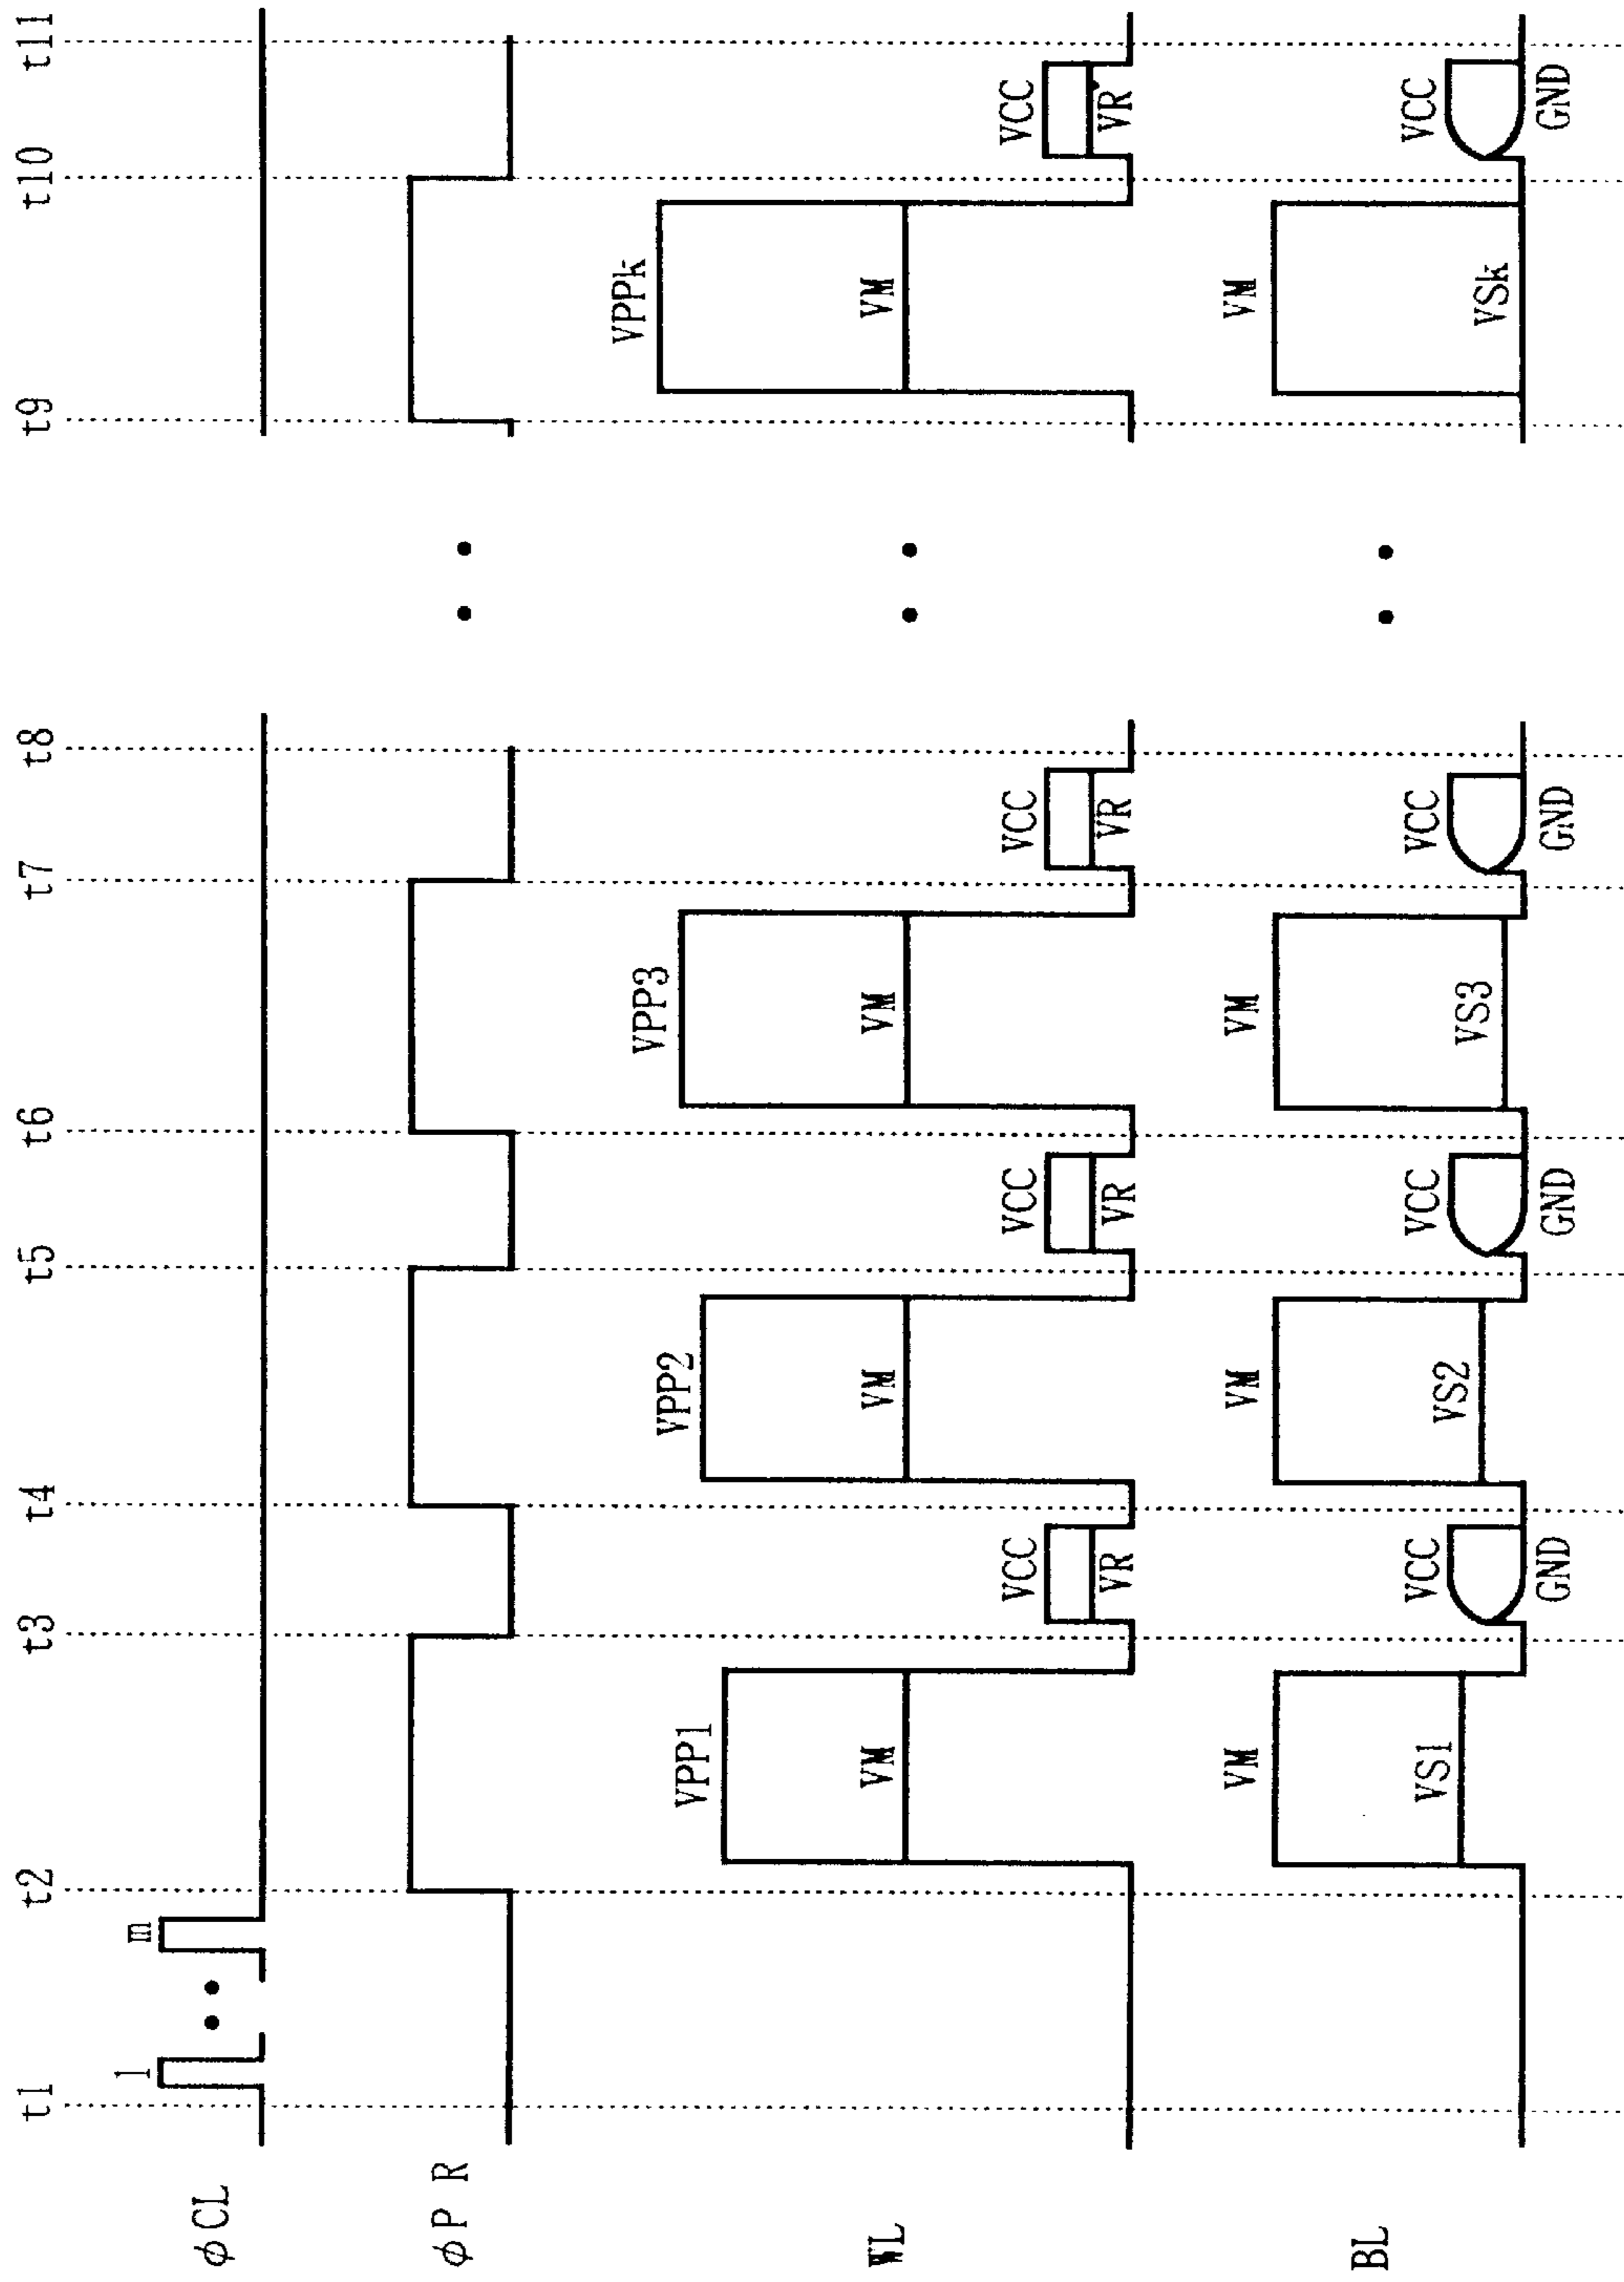 t1 t2 t3 t4 t5 t6 t7 t8 t9 t10 t11
φCL
1 m
φP R
WL
VPP1 VPP2 VPP3 VPPk
VM VM VM VM
VCC VCC VCC VCC
VR VR VR VR
BL
VM VM VM VM
VS1 VS2 VS3 VSk
VCC VCC VCC VCC
GND GND GND GND